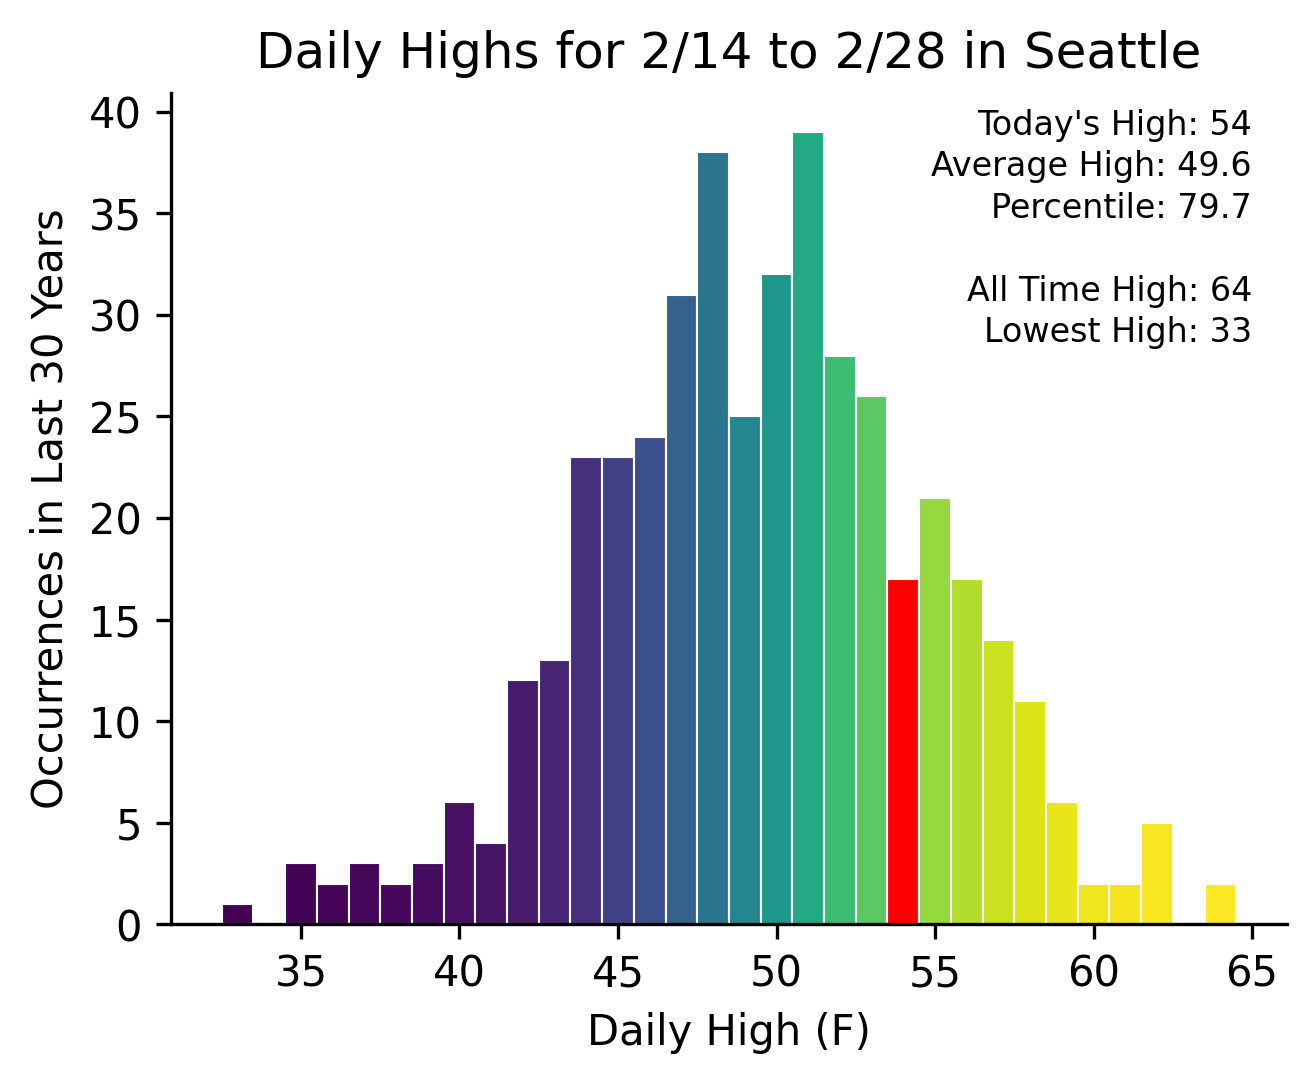 Daily Highs for 2/14 to 2/28 in Seattle
Today's High: 54
Average High: 49.6
Percentile: 79.7
All Time High: 64
Lowest High: 33
Occurrences in Last 30 Years
40
35
30
25
20
15
10
5
0
35 40 45 50 55 60 65
Daily High (F)